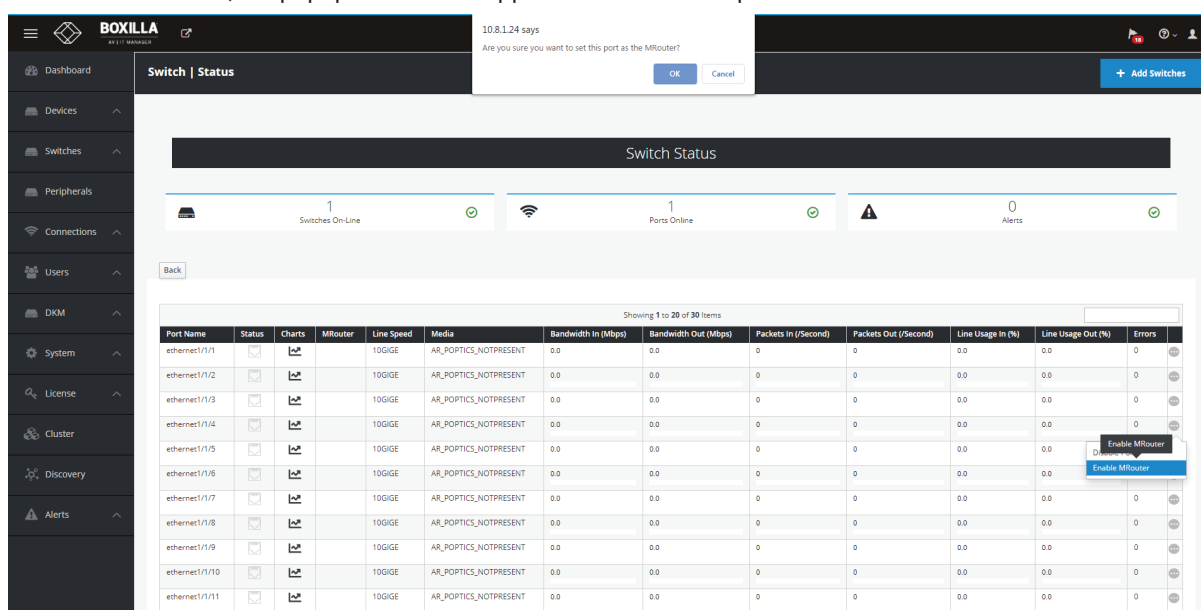 10.8.1.24 says
Are you sure you want to set this port as the MRouter?
OK Cancel
BOXILLA
AV | IT MANAGER
18
Dashboard
Devices
Switches
Peripherals
Connections
Users
DKM
System
License
Cluster
Discovery
Alerts
Switch | Status
+ Add Switches
Switch Status
1
Switches On-Line
1
Ports Online
0
Alerts
Back
Showing 1 to 20 of 30 Items
Port Name Status Charts MRouter Line Speed Media Bandwidth In (Mbps) Bandwidth Out (Mbps) Packets In (/Second) Packets Out (/Second) Line Usage In (%) Line Usage Out (%) Errors
ethernet1/1/1 10GIGE AR_POPTICS_NOTPRESENT 0.0 0.0 0 0 0.0 0.0 0
ethernet1/1/2 10GIGE AR_POPTICS_NOTPRESENT 0.0 0.0 0 0 0.0 0.0 0
ethernet1/1/3 10GIGE AR_POPTICS_NOTPRESENT 0.0 0.0 0 0 0.0 0.0 0
ethernet1/1/4 10GIGE AR_POPTICS_NOTPRESENT 0.0 0.0 0 0 0.0 0.0 0
ethernet1/1/5 10GIGE AR_POPTICS_NOTPRESENT 0.0 0.0 0 0 0.0 0.0
Enable MRouter
Enable MRouter
ethernet1/1/6 10GIGE AR_POPTICS_NOTPRESENT 0.0 0.0 0 0 0.0 0.0
ethernet1/1/7 10GIGE AR_POPTICS_NOTPRESENT 0.0 0.0 0 0 0.0 0.0 0
ethernet1/1/8 10GIGE AR_POPTICS_NOTPRESENT 0.0 0.0 0 0 0.0 0.0 0
ethernet1/1/9 10GIGE AR_POPTICS_NOTPRESENT 0.0 0.0 0 0 0.0 0.0 0
ethernet1/1/10 10GIGE AR_POPTICS_NOTPRESENT 0.0 0.0 0 0 0.0 0.0 0
ethernet1/1/11 10GIGE AR_POPTICS_NOTPRESENT 0.0 0.0 0 0 0.0 0.0 0